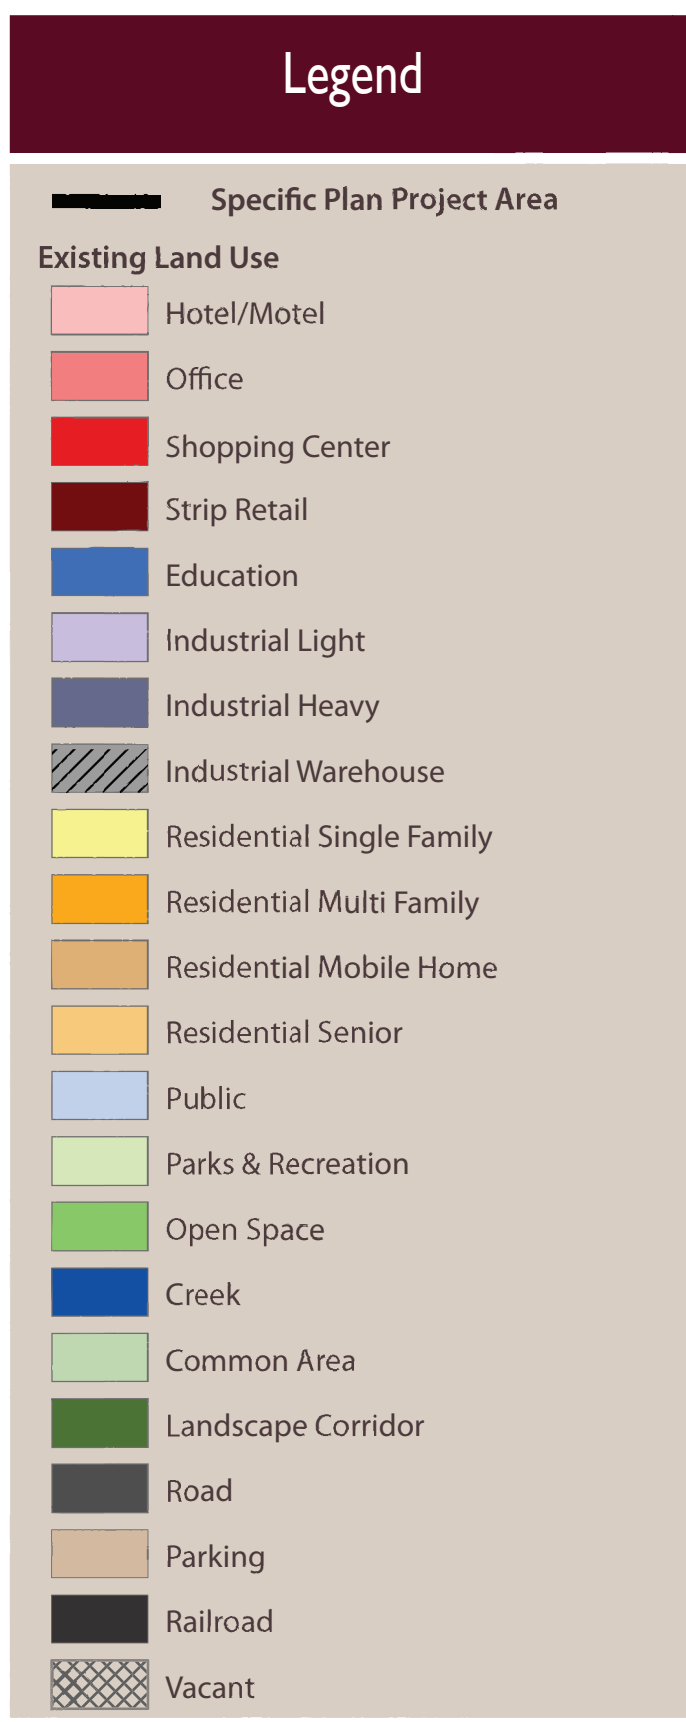 Legend
Specific Plan Project Area
Existing Land Use
Hotel/Motel
Office
Shopping Center
Strip Retail
Education
Industrial Light
Industrial Heavy
Industrial Warehouse
Residential Single Family
Residential Multi Family
Residential Mobile Home
Residential Senior
Public
Parks & Recreation
Open Space
Creek
Common Area
Landscape Corridor
Road
Parking
Railroad
Vacant